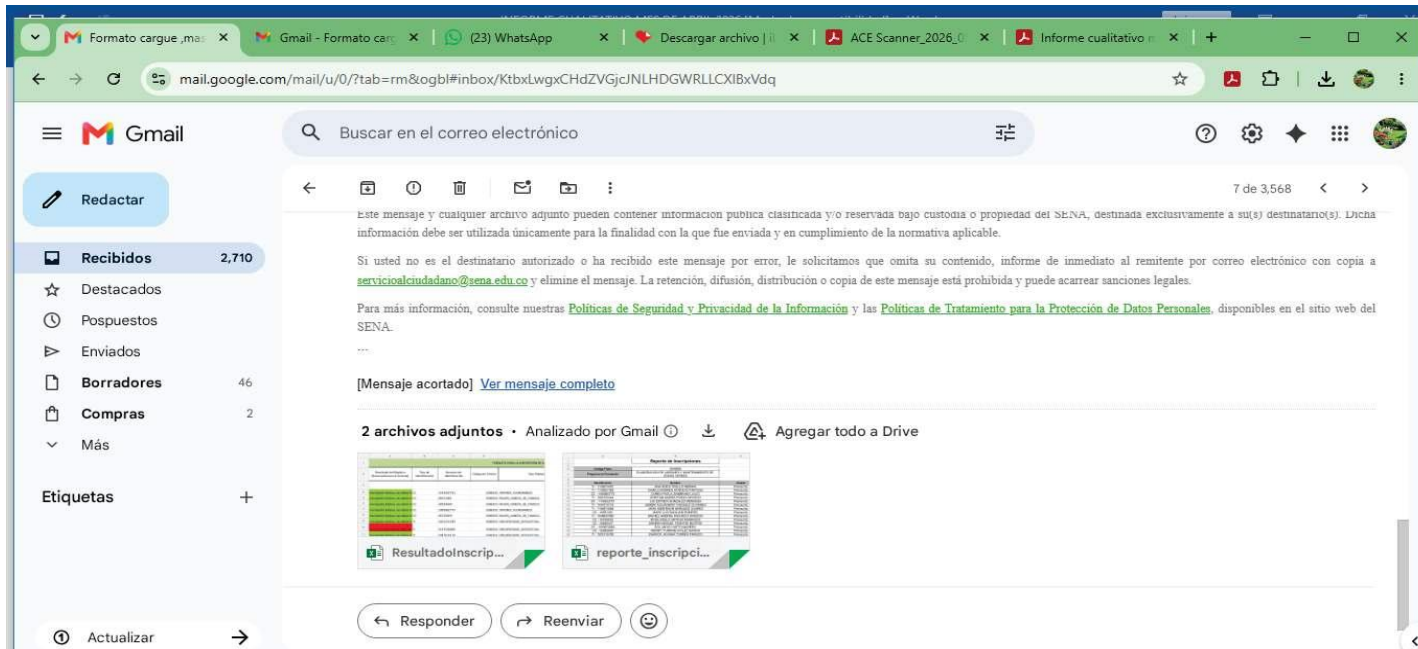 Formato cargue ,mas
Gmail - Formato carg
(23) WhatsApp
Descargar archivo | il
ACE Scanner_2026_0
Informe cualitativo m
mail.google.com/mail/u/0/?tab=rm&ogbl#inbox/KtbxLwgxCHdZVGjcJNLHDGWRLLCXlBxVdq
Gmail
Buscar en el correo electrónico
Redactar
7 de 3,568
Este mensaje y cualquier archivo adjunto pueden contener información pública clasificada y/o reservada bajo custodia o propiedad del SENA, destinada exclusivamente a su(s) destinatario(s). Dicha
información debe ser utilizada únicamente para la finalidad con la que fue enviada y en cumplimiento de la normativa aplicable.
Recibidos 2,710
Si usted no es el destinatario autorizado o ha recibido este mensaje por error, le solicitamos que omita su contenido, informe de inmediato al remitente por correo electrónico con copia a
servicioalciudadano@sena.edu.co y elimine el mensaje. La retención, difusión, distribución o copia de este mensaje está prohibida y puede acarrear sanciones legales.
Destacados
Pospuestos
Para más información, consulte nuestras Políticas de Seguridad y Privacidad de la Información y las Políticas de Tratamiento para la Protección de Datos Personales, disponibles en el sitio web del
SENA.
Enviados
...
Borradores 46
[Mensaje acortado] Ver mensaje completo
Compras 2
Más
2 archivos adjuntos • Analizado por Gmail
Agregar todo a Drive
Etiquetas
Reporte de Inscripciones
ResultadoInscrip...
reporte_inscripci...
Responder
Reenviar
Actualizar